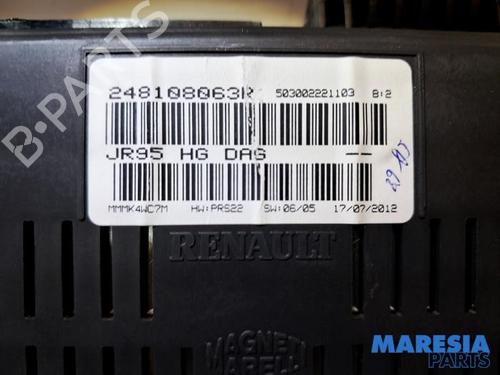 B-PARTS
248108063R 503002221103 B:2
JR95 HG DAG --
MMMK4WC7M HW:PRS22 SW:06/05 17/07/2012
RENAULT
MAGNETI
MARELLI
MARESIA
PARTS